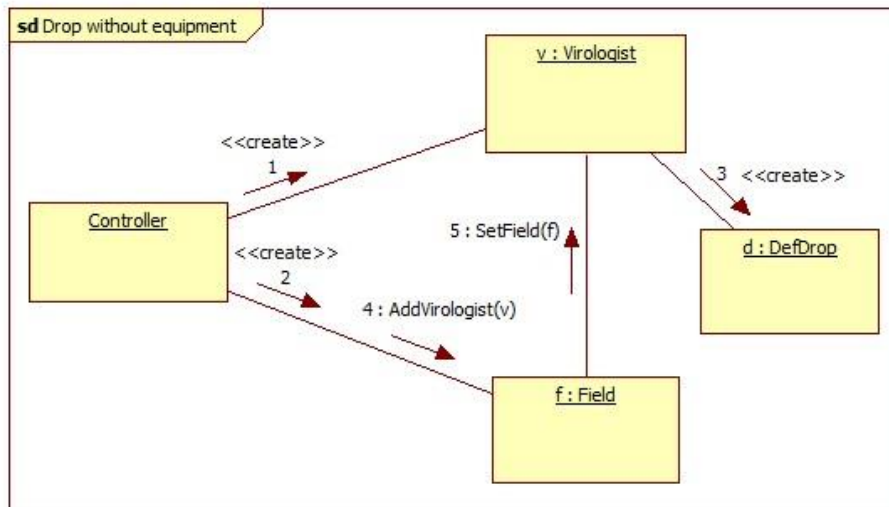 sd Drop without equipment
v : Virologist
<<create>>
1
3 <<create>>
Controller
5 : SetField(f)
d : DefDrop
<<create>>
2
4 : AddVirologist(v)
f : Field